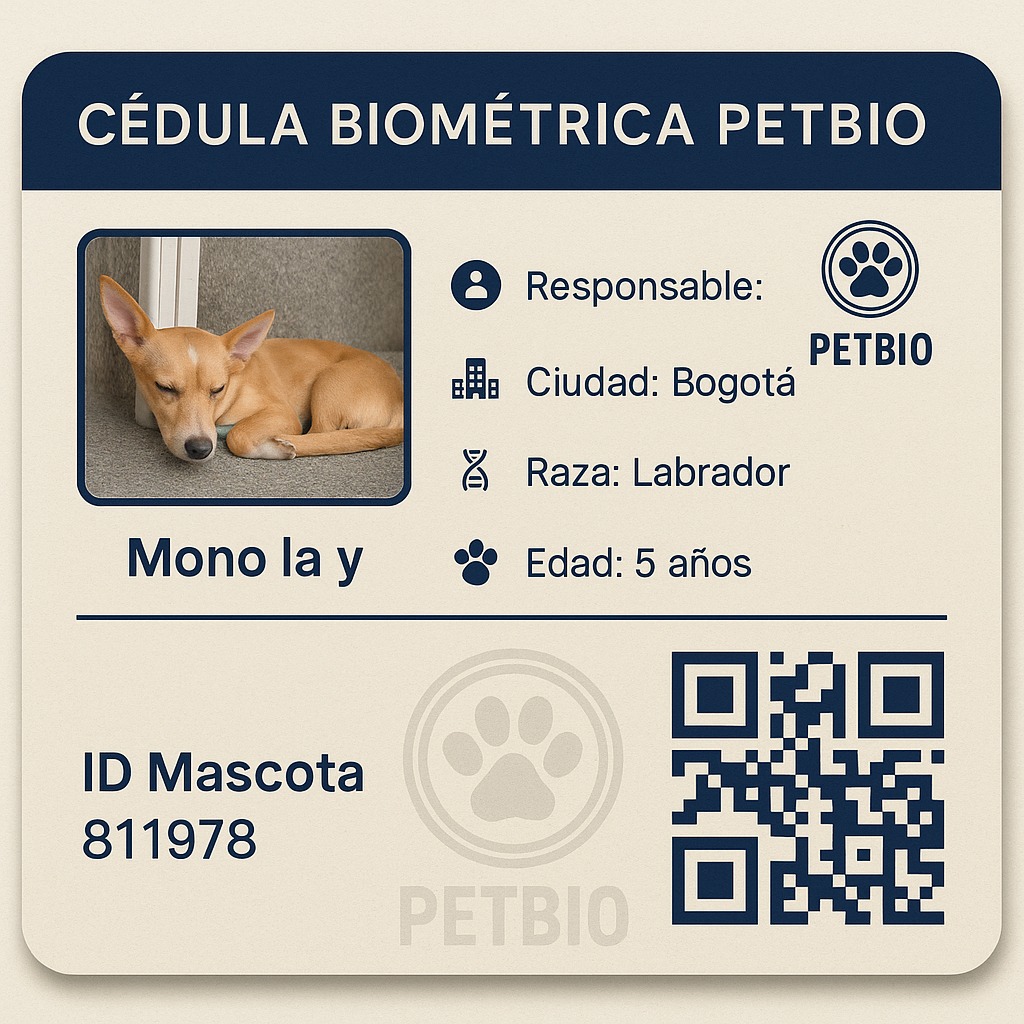 CÉDULA BIOMÉTRICA PETBIO
Responsable:
PETBIO
Ciudad: Bogotá
Raza: Labrador
Edad: 5 años
Mono la y
ID Mascota
811978
PETBIO